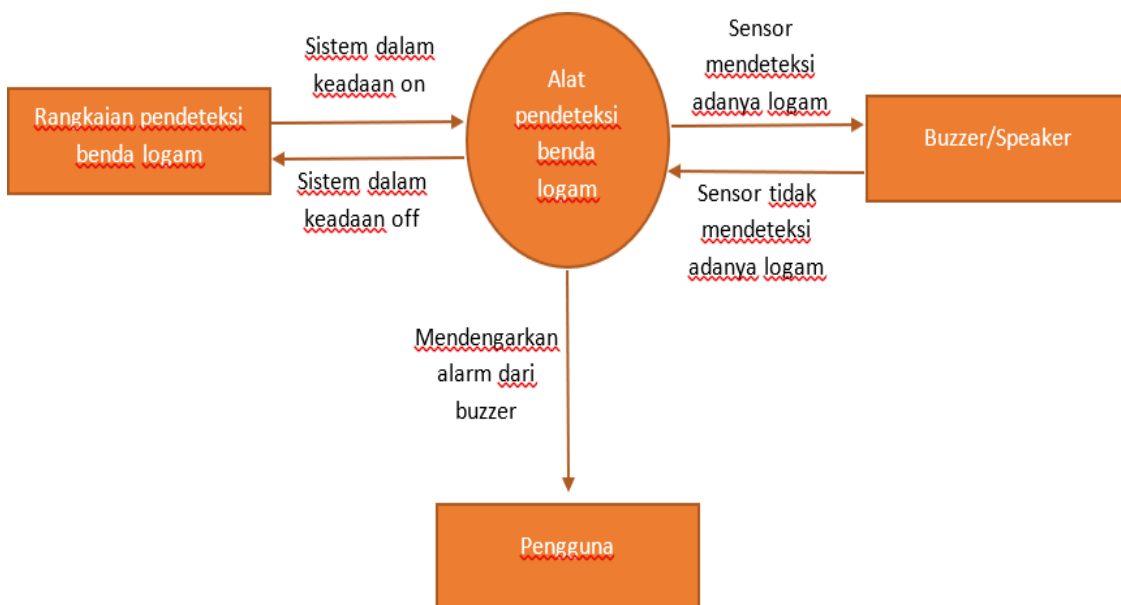 Sistem dalam
keadaan on
Rangkaian pendeteksi
benda logam
Sistem dalam
keadaan off
Alat
pendeteksi
benda
logam
Sensor
mendeteksi
adanya logam
Buzzer/Speaker
Sensor tidak
mendeteksi
adanya logam
Mendengarkan
alarm dari
buzzer
Pengguna